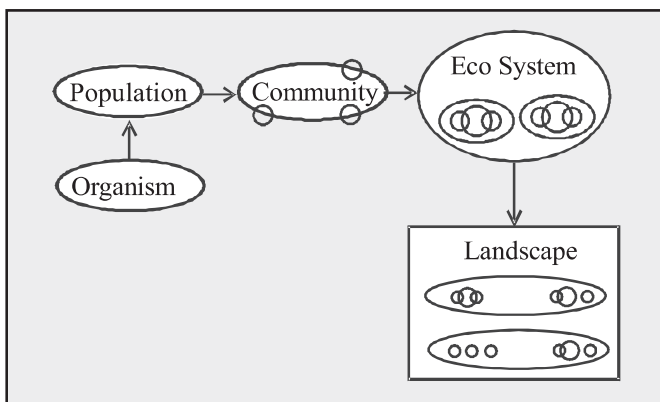 Population
Community
Eco System
Organism
Landscape